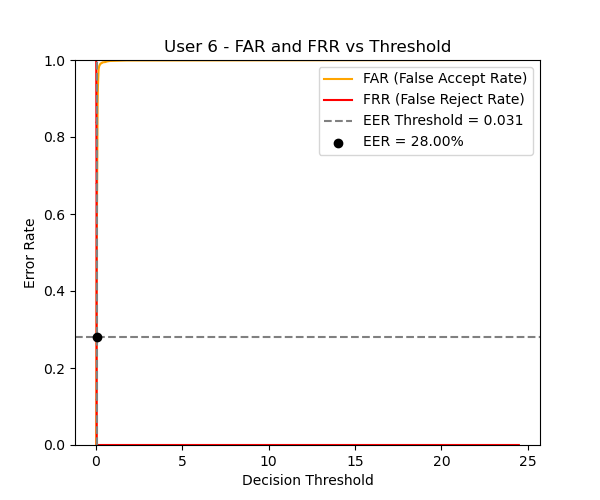 User 6 - FAR and FRR vs Threshold
1.0
0.8
0.6
0.4
0.2
0.0
Error Rate
FAR (False Accept Rate)
FRR (False Reject Rate)
EER Threshold = 0.031
EER = 28.00%
0 5 10 15 20 25
Decision Threshold